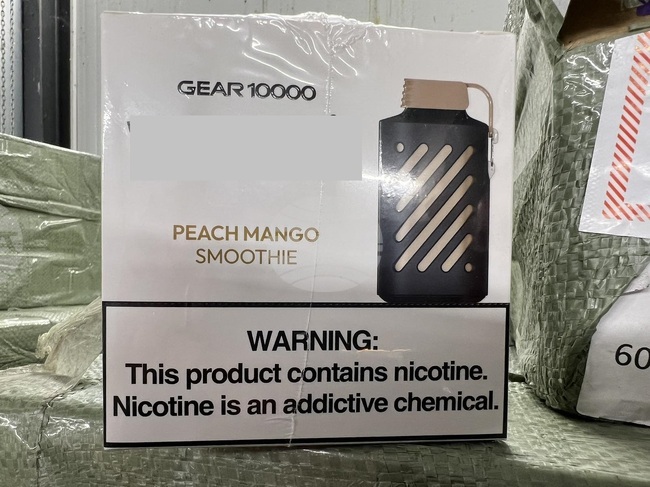 GEAR 10000
PEACH MANGO
SMOOTHIE
WARNING:
This product contains nicotine.
Nicotine is an addictive chemical.
60